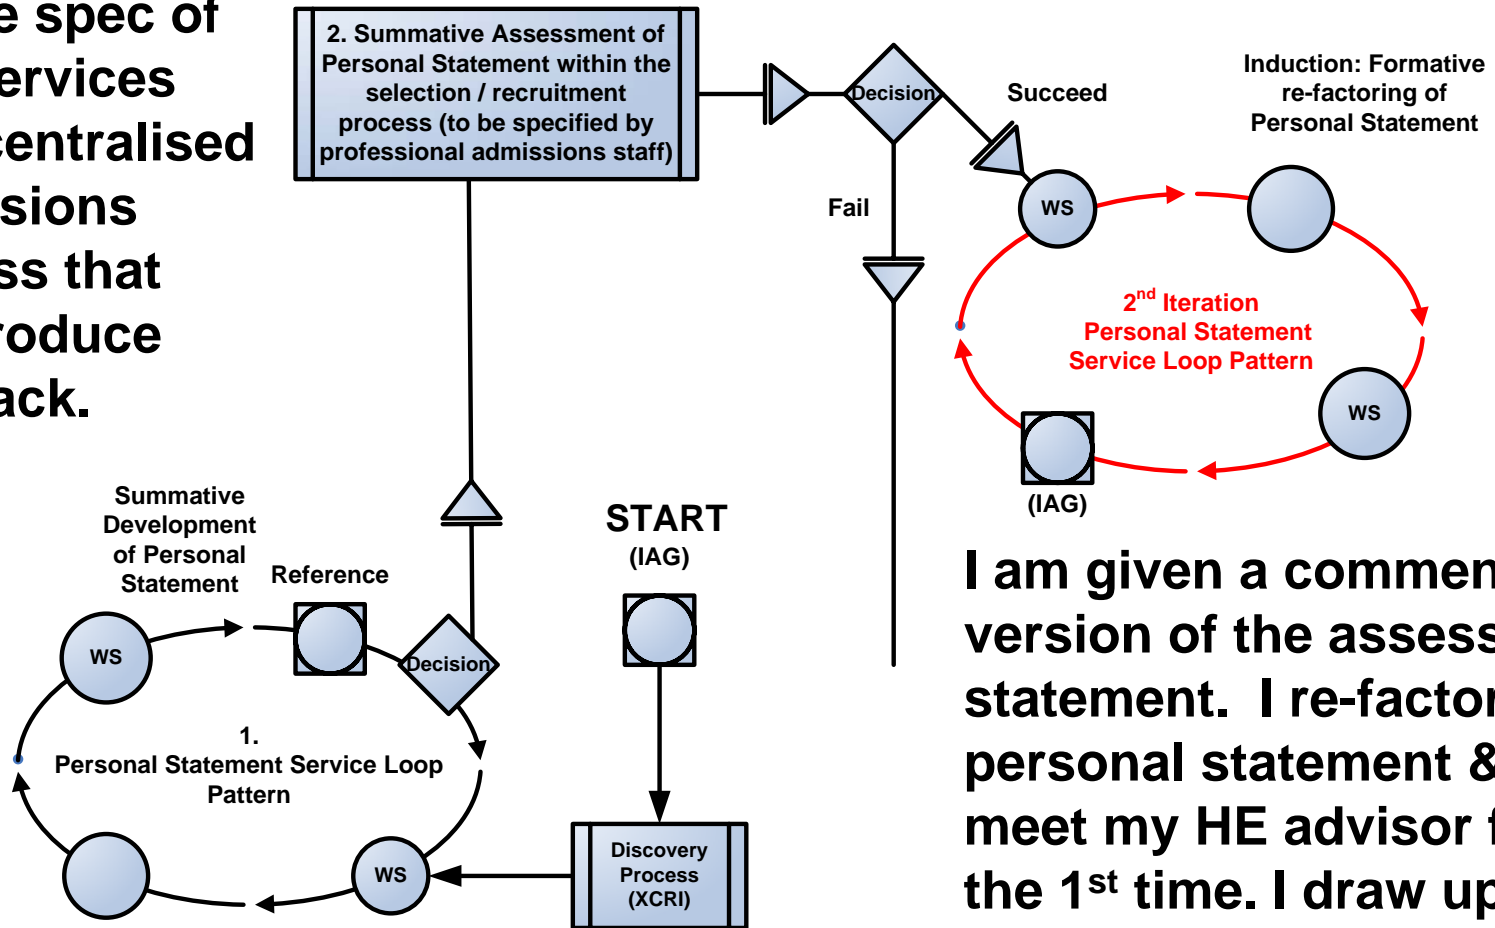 e spec of
ervices
centralised
sions
ss that
roduce
ack.
2. Summative Assessment of
Personal Statement within the
selection / recruitment
process (to be specified by
professional admissions staff)
Decision
Succeed
Fail
Induction: Formative
re-factoring of
Personal Statement
WS
2nd Iteration
Personal Statement
Service Loop Pattern
WS
(IAG)
Summative
Development
of Personal
Statement
Reference
WS
Decision
1.
Personal Statement Service Loop
Pattern
WS
START
(IAG)
Discovery
Process
(XCRI)
I am given a commen
version of the assess
statement. I re-factor
personal statement &
meet my HE advisor f
the 1st time. I draw up